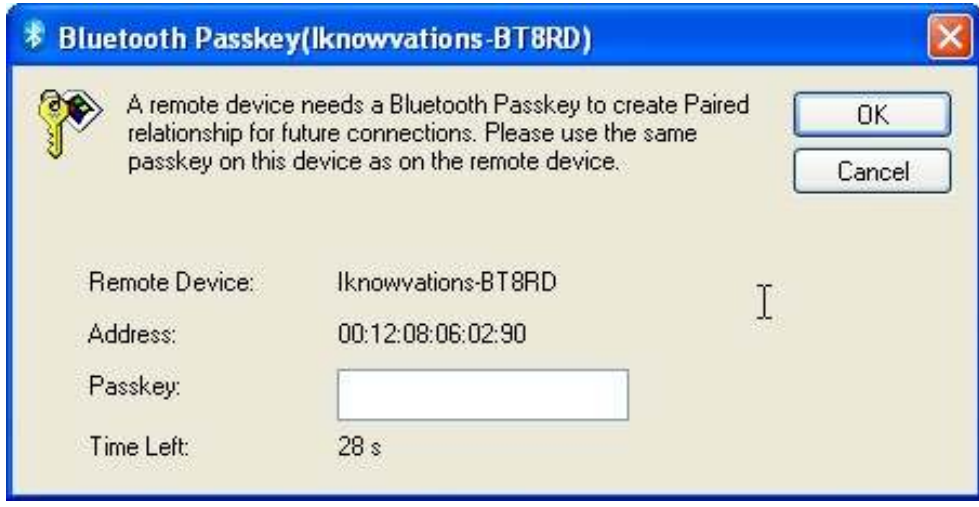 Bluetooth Passkey(Iknowvations-BT8RD)
A remote device needs a Bluetooth Passkey to create Paired
relationship for future connections. Please use the same
passkey on this device as on the remote device.
OK
Cancel
Remote Device: Iknowvations-BT8RD
Address: 00:12:08:06:02:90
Passkey:
Time Left: 28 s